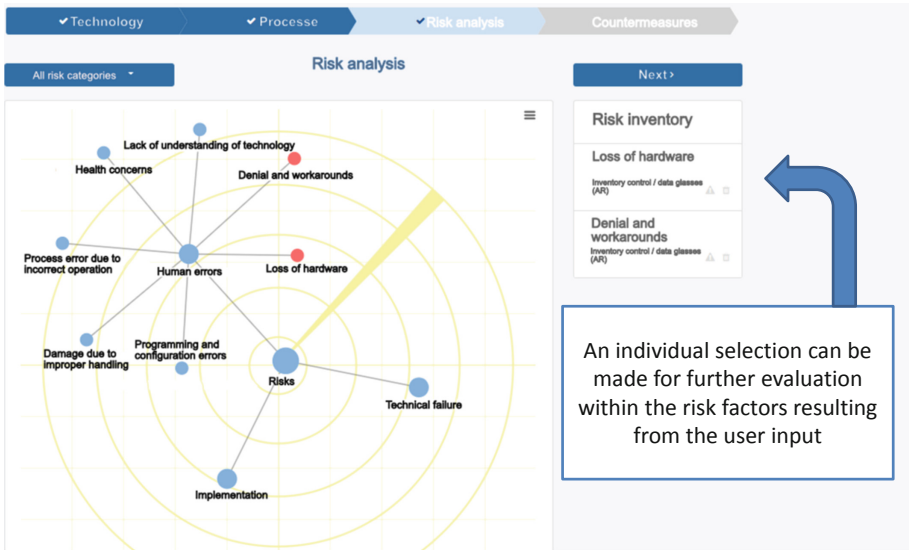 ✔Technology
✔Processe
✔Risk analysis
Countermeasures
All risk categories
Risk analysis
Next>
Lack of understanding of technology
Health concerns
Denial and workarounds
Process error due to
incorrect operation
Human errors
Loss of hardware
Damage due to
improper handling
Programming and
configuration errors
Risks
Technical failure
Implementation
Risk inventory
Loss of hardware
Inventory control / data glasses
(AR)
Denial and
workarounds
Inventory control / data glasses
(AR)
An individual selection can be
made for further evaluation
within the risk factors resulting
from the user input